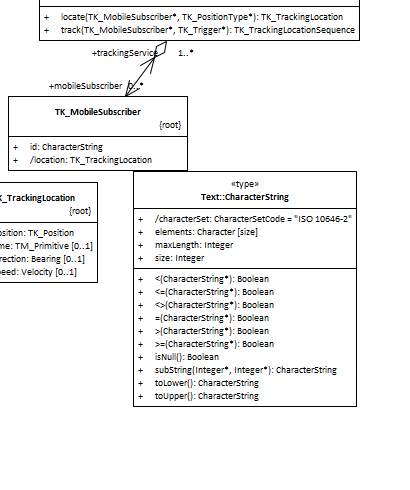 + locate(TK_MobileSubscriber*, TK_PositionType*): TK_TrackingLocation
+ track(TK_MobileSubscriber*, TK_Trigger*): TK_TrackingLocationSequence
+trackingService 1..*
+mobileSubscriber 0..*
TK_MobileSubscriber
{root}
+ id: CharacterString
+ /location: TK_TrackingLocation
K_TrackingLocation
{root}
osition: TK_Position
me: TM_Primitive [0..1]
rection: Bearing [0..1]
eed: Velocity [0..1]
«type»
Text::CharacterString
+ /characterSet: CharacterSetCode = "ISO 10646-2"
+ elements: Character [size]
+ maxLength: Integer
+ size: Integer
+ <(CharacterString*): Boolean
+ <=(CharacterString*): Boolean
+ <>(CharacterString*): Boolean
+ =(CharacterString*): Boolean
+ >(CharacterString*): Boolean
+ >=(CharacterString*): Boolean
+ isNull(): Boolean
+ subString(Integer*, Integer*): CharacterString
+ toLower(): CharacterString
+ toUpper(): CharacterString